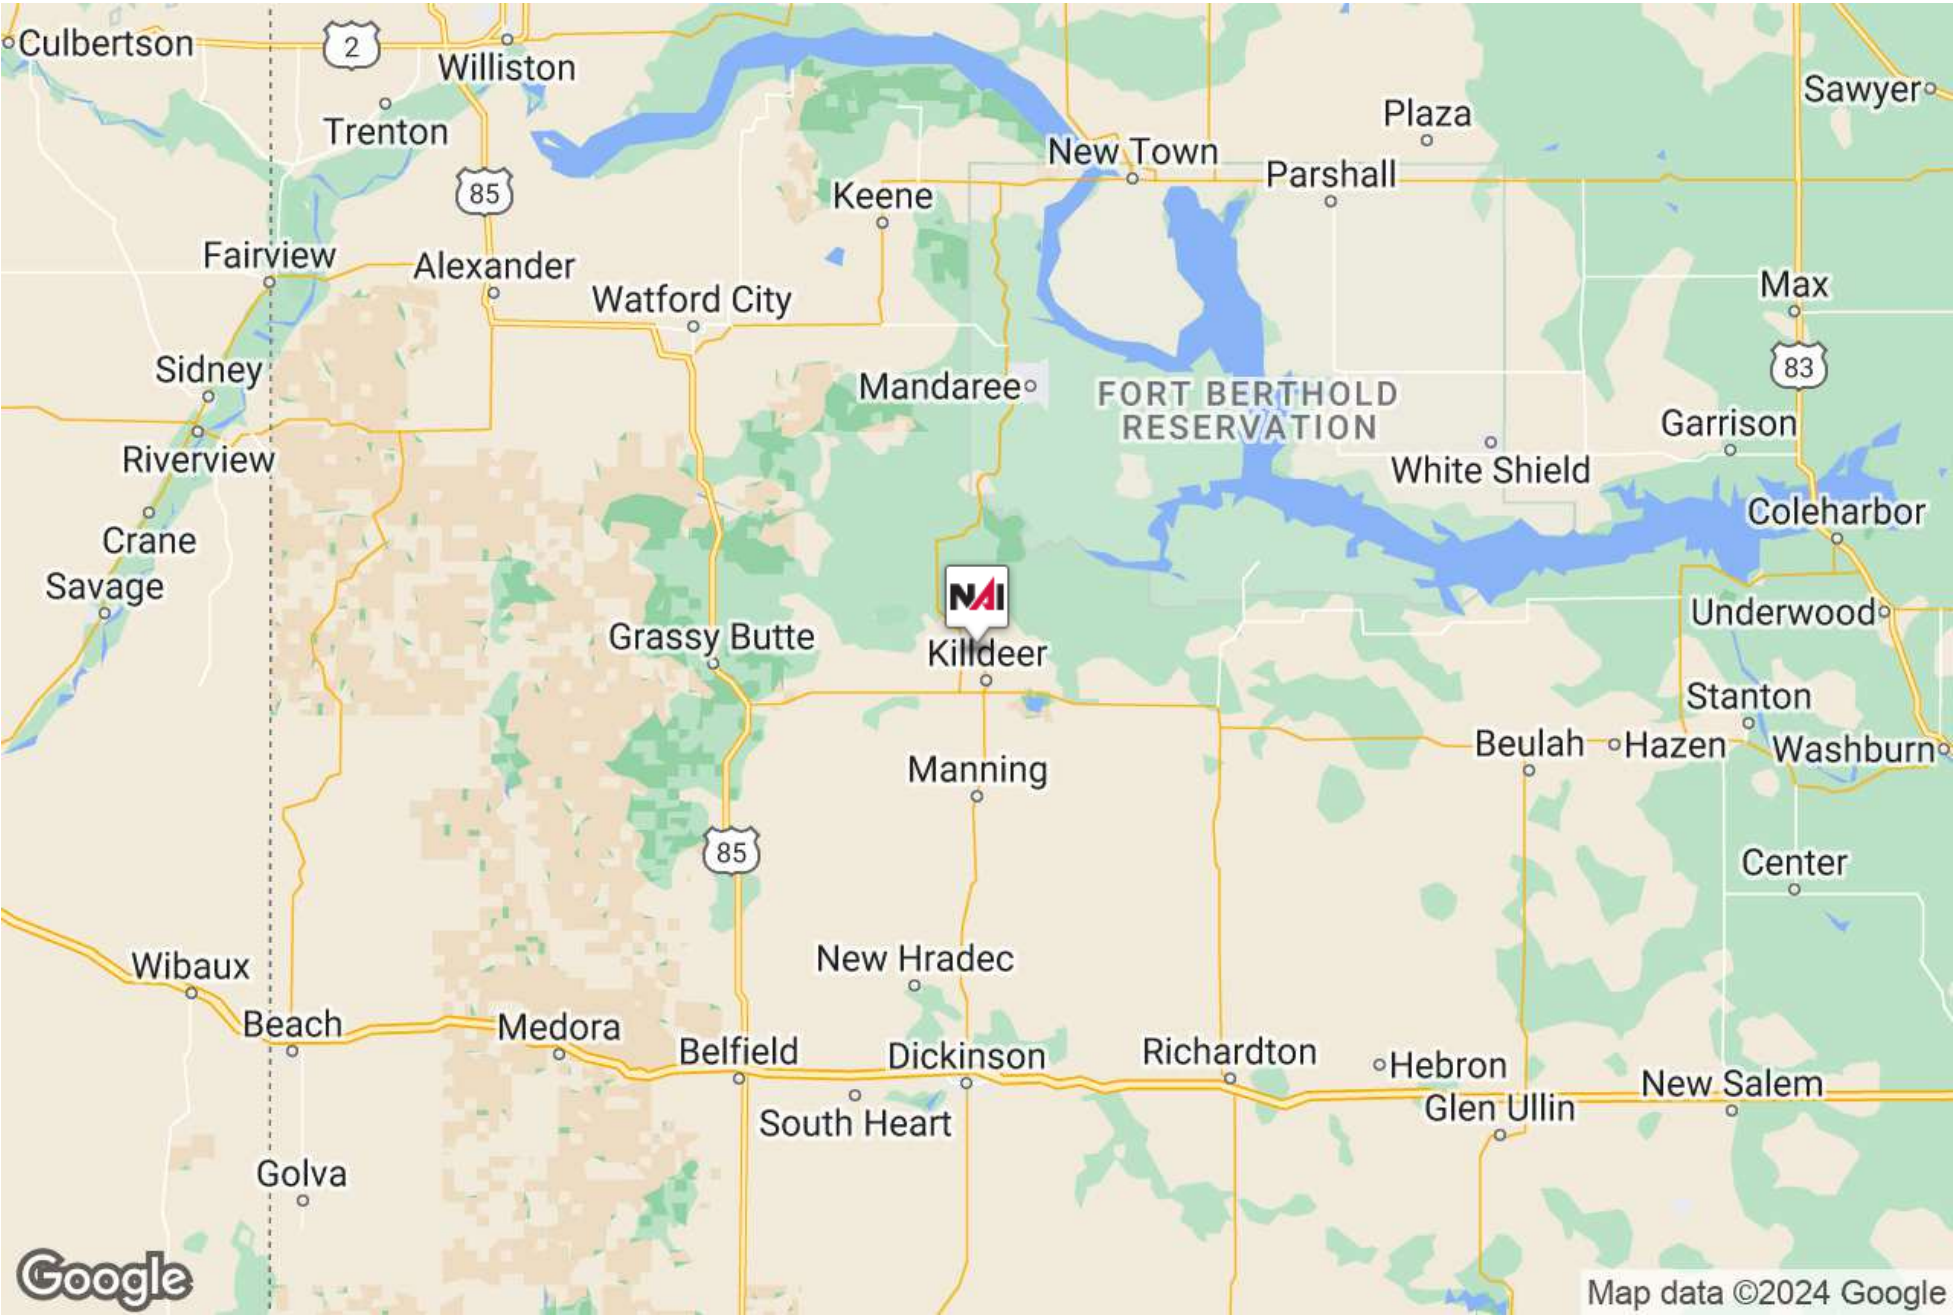 Culbertson
2
Williston
Trenton
Sawyer
Plaza
New Town
Parshall
85
Keene
Fairview
Alexander
Watford City
Max
Sidney
Mandaree
FORT BERTHOLD
RESERVATION
83
Riverview
Garrison
White Shield
Crane
Coleharbor
Savage
NAI
Underwood
Grassy Butte
Killdeer
Stanton
Manning
Beulah
Hazen
Washburn
85
Center
Wibaux
New Hradec
Beach
Medora
Belfield
Dickinson
Richardton
Hebron
New Salem
South Heart
Glen Ullin
Golva
Google
Map data ©2024 Google